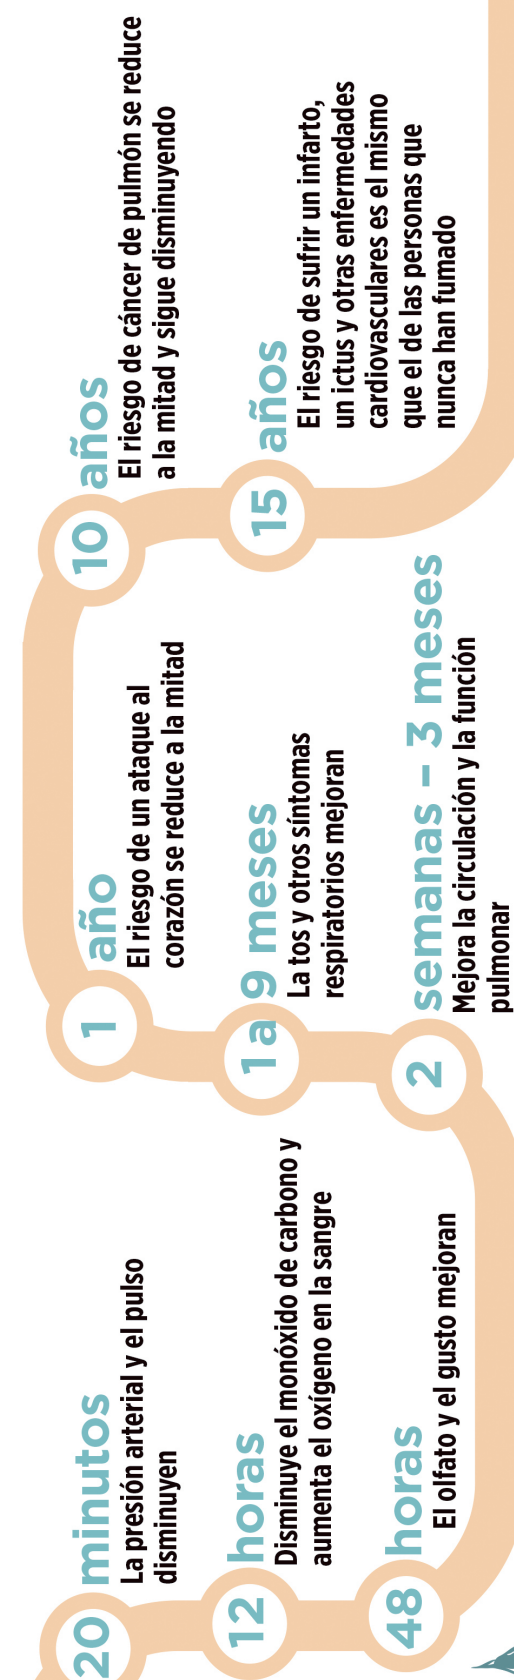 20 minutos
La presión arterial y el pulso
disminuyen
12 horas
Disminuye el monóxido de carbono y
aumenta el oxígeno en la sangre
48 horas
El olfato y el gusto mejoran
2 semanas – 3 meses
Mejora la circulación y la función
pulmonar
1 a 9 meses
La tos y otros síntomas
respiratorios mejoran
1 año
El riesgo de un ataque al
corazón se reduce a la mitad
10 años
El riesgo de cáncer de pulmón se reduce
a la mitad y sigue disminuyendo
15 años
El riesgo de sufrir un infarto,
un ictus y otras enfermedades
cardiovasculares es el mismo
que el de las personas que
nunca han fumado